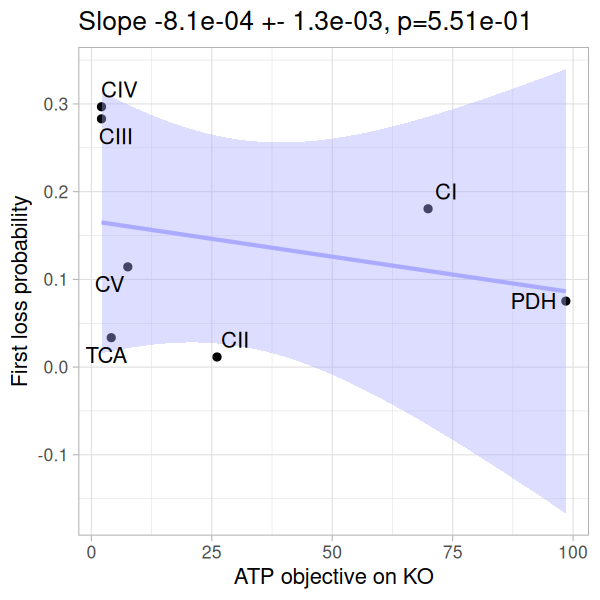 Slope -8.1e-04 +- 1.3e-03, p=5.51e-01
First loss probability
0.3
0.2
0.1
0.0
-0.1
CIV
CIII
CI
CV
PDH
CII
TCA
0
25
50
75
100
ATP objective on KO